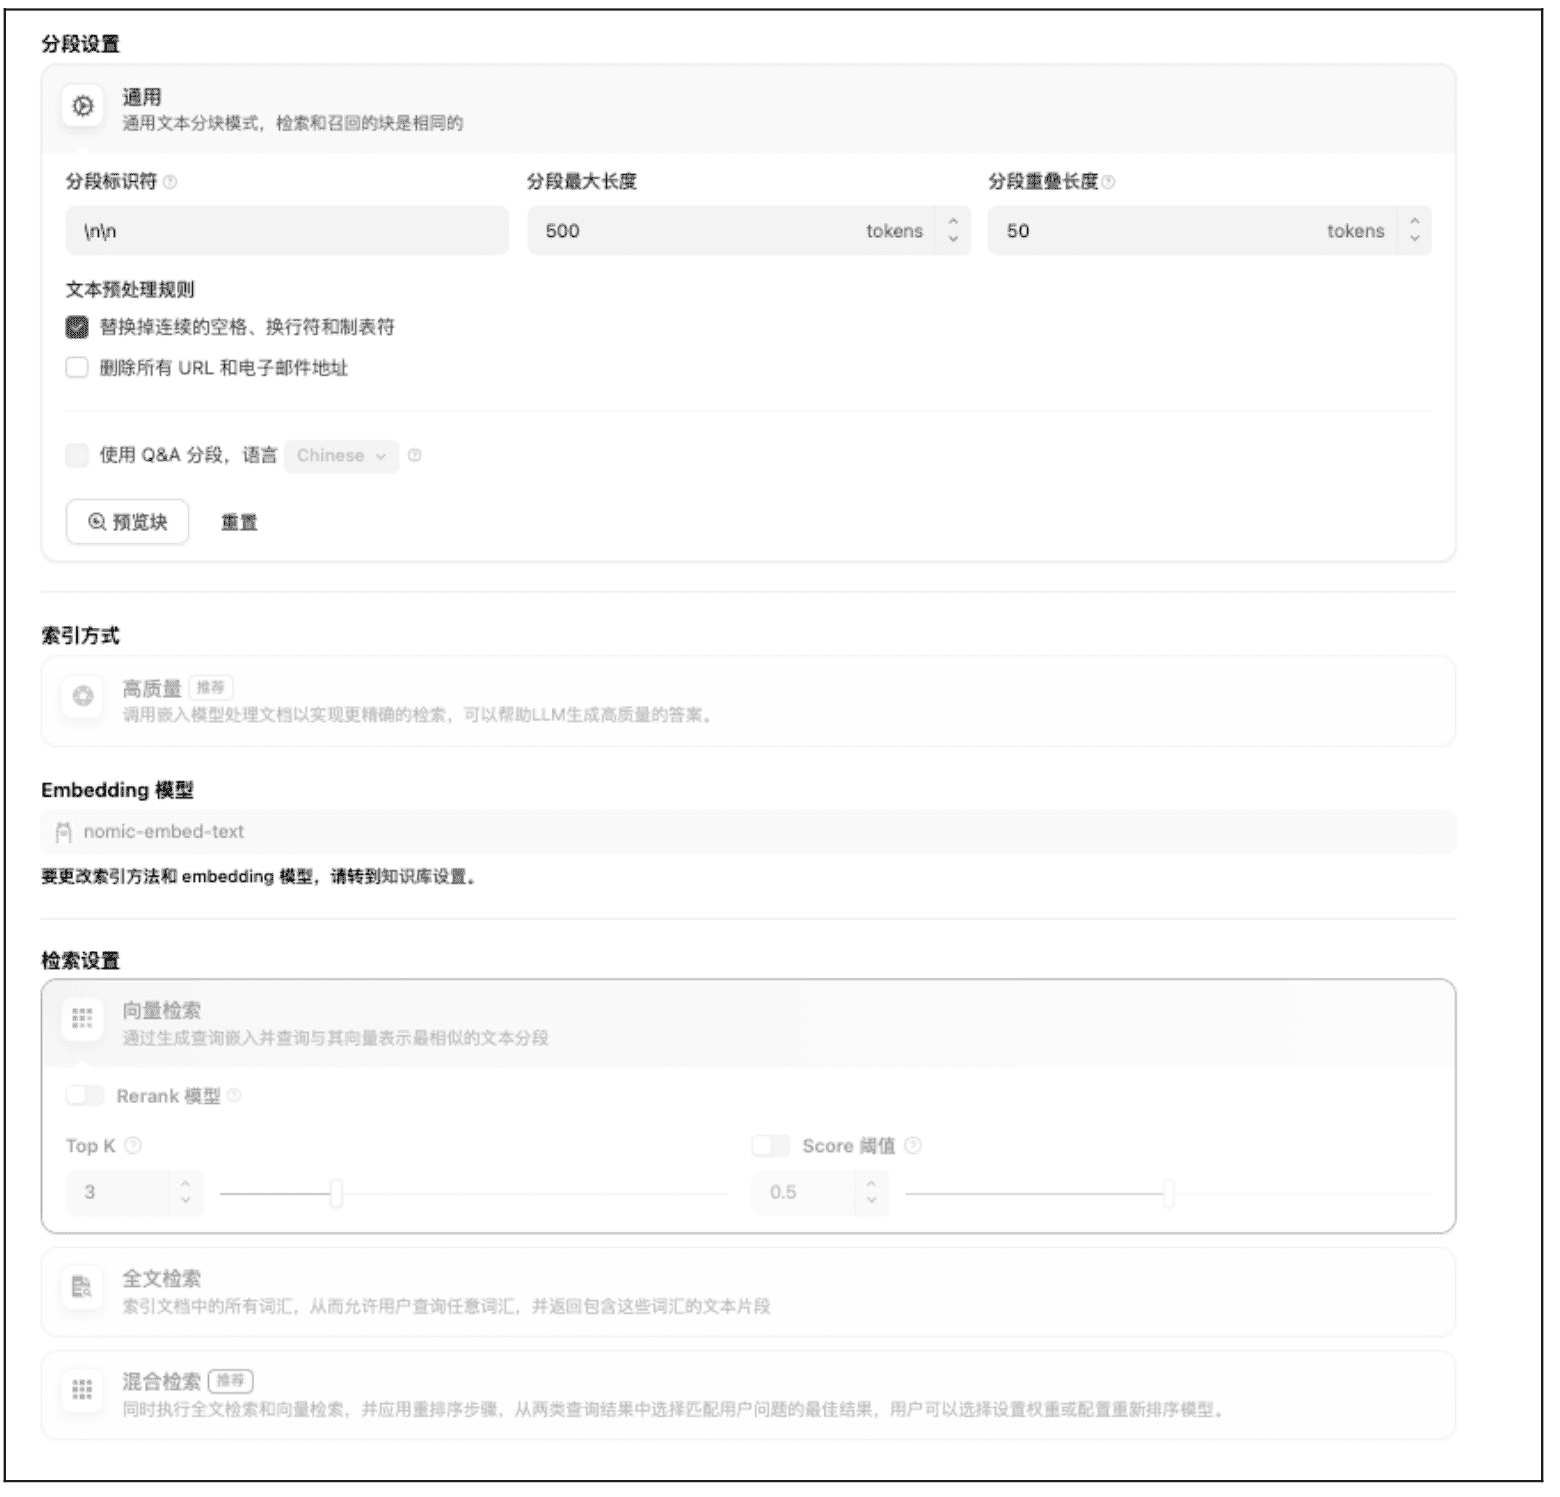 分段设置
通用
通用文本分块模式，检索和召回的块是相同的
分段标识符 分段最大长度 分段重叠长度
\n\n 500 tokens 50 tokens
文本预处理规则
替换掉连续的空格、换行符和制表符
删除所有 URL 和电子邮件地址
使用 Q&A 分段，语言 Chinese
预览块 重置
索引方式
高质量 推荐
调用嵌入模型处理文档以实现更精确的检索，可以帮助LLM生成高质量的答案。
Embedding 模型
nomic-embed-text
要更改索引方法和 embedding 模型，请转到知识库设置。
检索设置
向量检索
通过生成查询嵌入并查询与其向量表示最相似的文本分段
Rerank 模型
Top K Score 阈值
3 0.5
全文检索
索引文档中的所有词汇，从而允许用户查询任意词汇，并返回包含这些词汇的文本片段
混合检索 推荐
同时执行全文检索和向量检索，并应用重排序步骤，从两类查询结果中选择匹配用户问题的最佳结果，用户可以选择设置权重或配置重新排序模型。